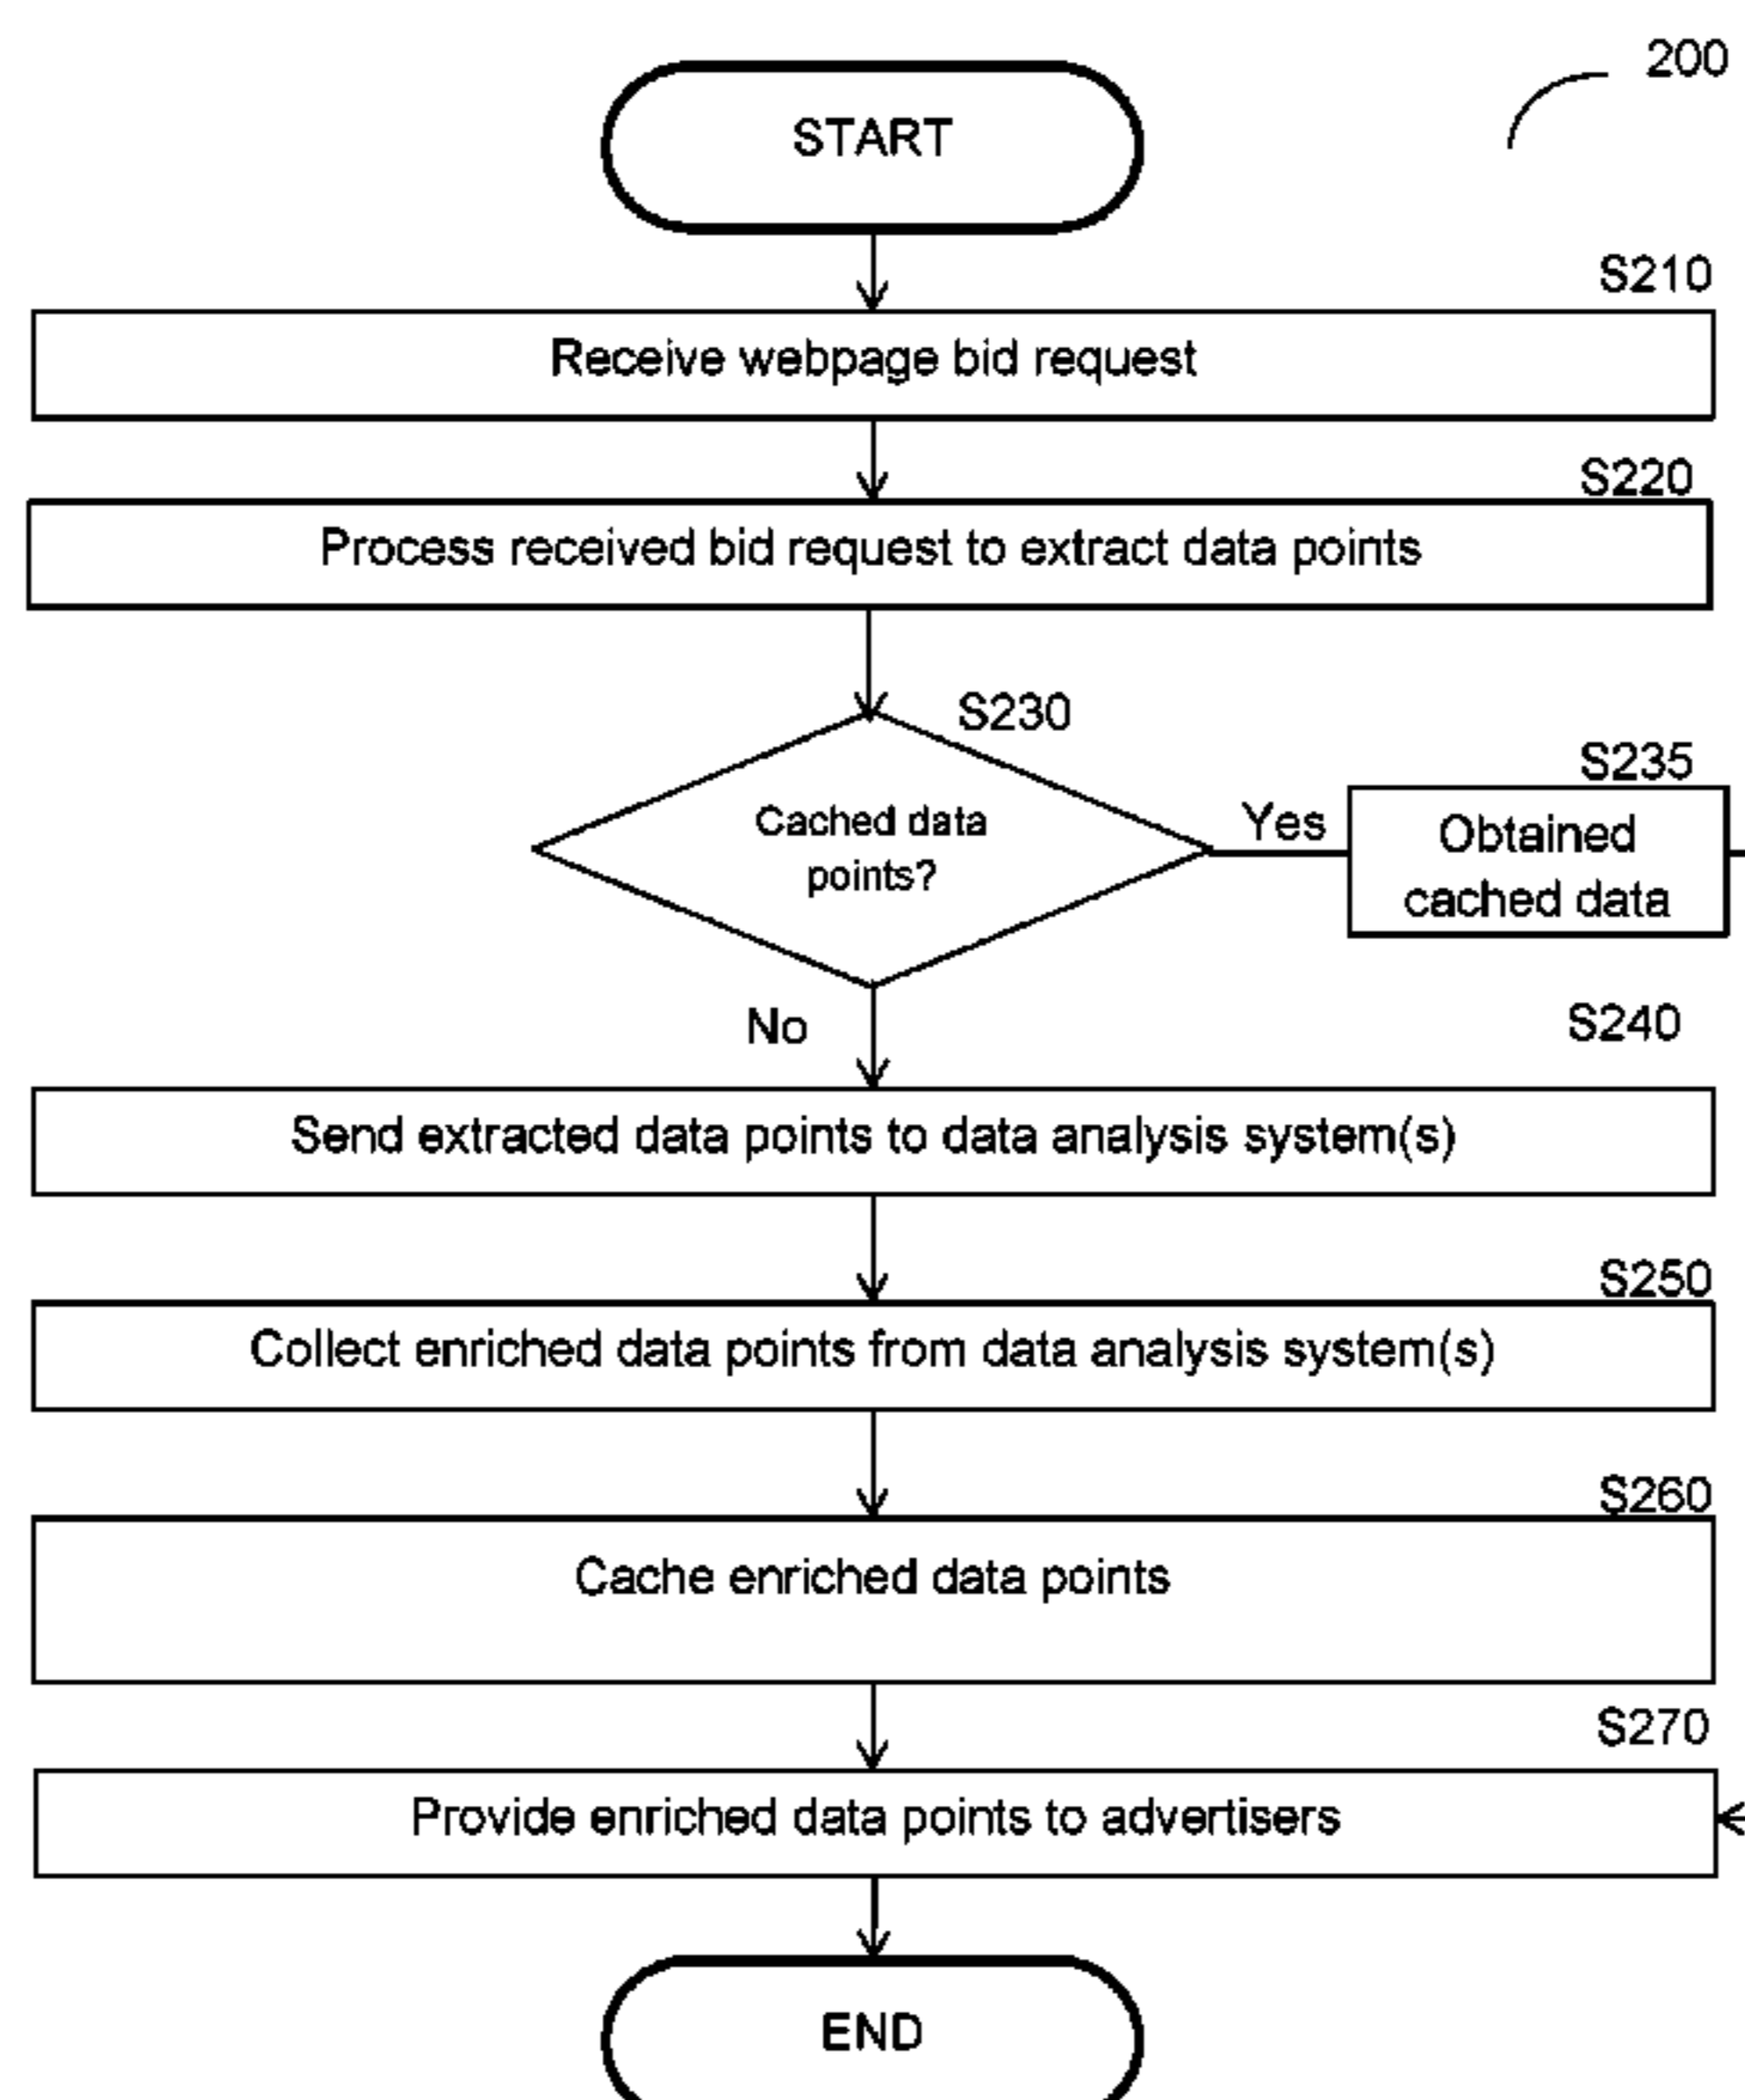 200
START
S210
Receive webpage bid request
S220
Process received bid request to extract data points
S230
Cached data
points?
Yes
S235
Obtained
cached data
No
S240
Send extracted data points to data analysis system(s)
S250
Collect enriched data points from data analysis system(s)
S260
Cache enriched data points
S270
Provide enriched data points to advertisers
END